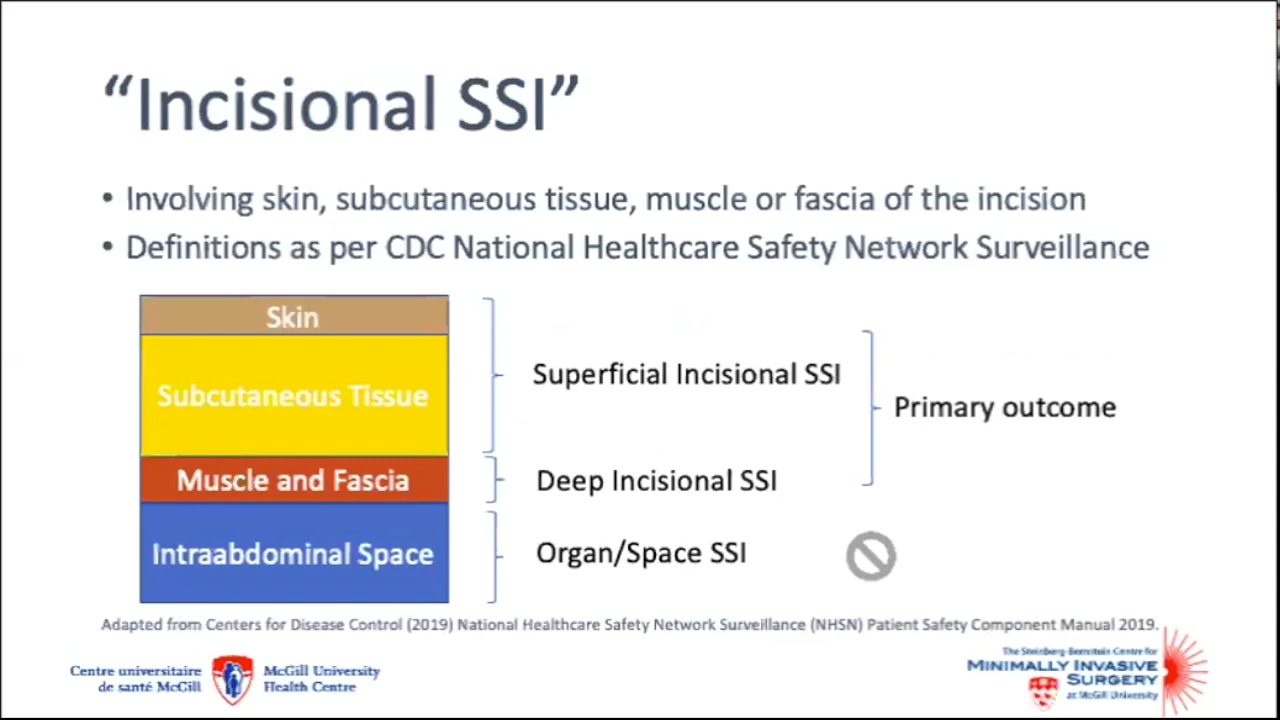 “Incisional SSI”
• Involving skin, subcutaneous tissue, muscle or fascia of the incision
• Definitions as per CDC National Healthcare Safety Network Surveillance
Skin
Subcutaneous Tissue
Muscle and Fascia
Intraabdominal Space
Superficial Incisional SSI
Deep Incisional SSI
Organ/Space SSI
Primary outcome
Adapted from Centers for Disease Control (2019) National Healthcare Safety Network Surveillance (NHSN) Patient Safety Component Manual 2019.
Centre universitaire
de santé McGill
McGill University
Health Centre
The Steinberg-Bernstein Centre for
MINIMALLY INVASIVE
SURGERY
at McGill University